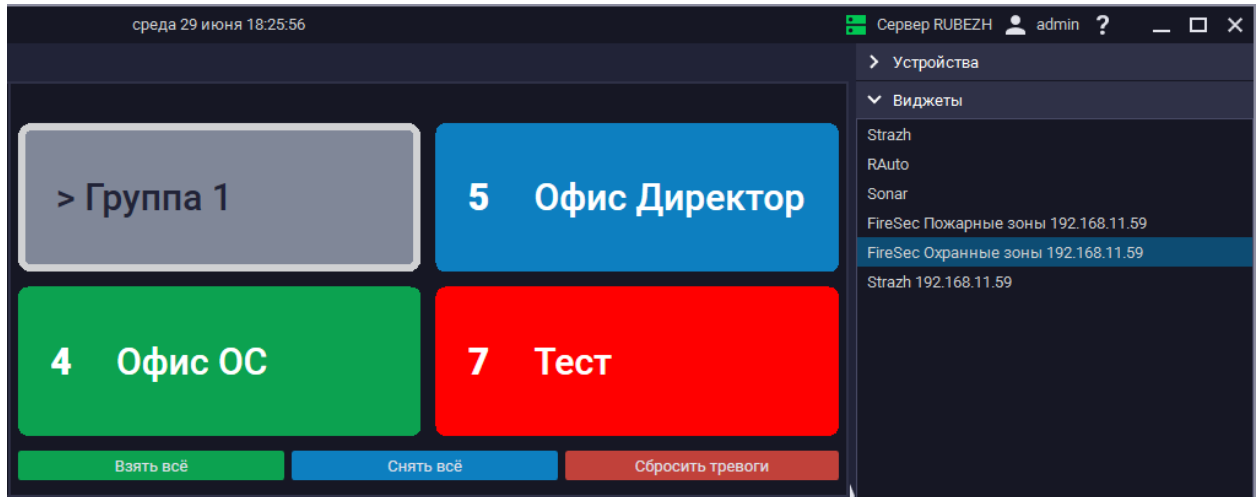 среда 29 июня 18:25:56
Сервер RUBEZH admin ?
Устройства
Виджеты
Strazh
RAuto
Sonar
FireSec Пожарные зоны 192.168.11.59
FireSec Охранные зоны 192.168.11.59
Strazh 192.168.11.59
> Группа 1
5 Офис Директор
4 Офис ОС
7 Тест
Взять всё
Снять всё
Сбросить тревоги